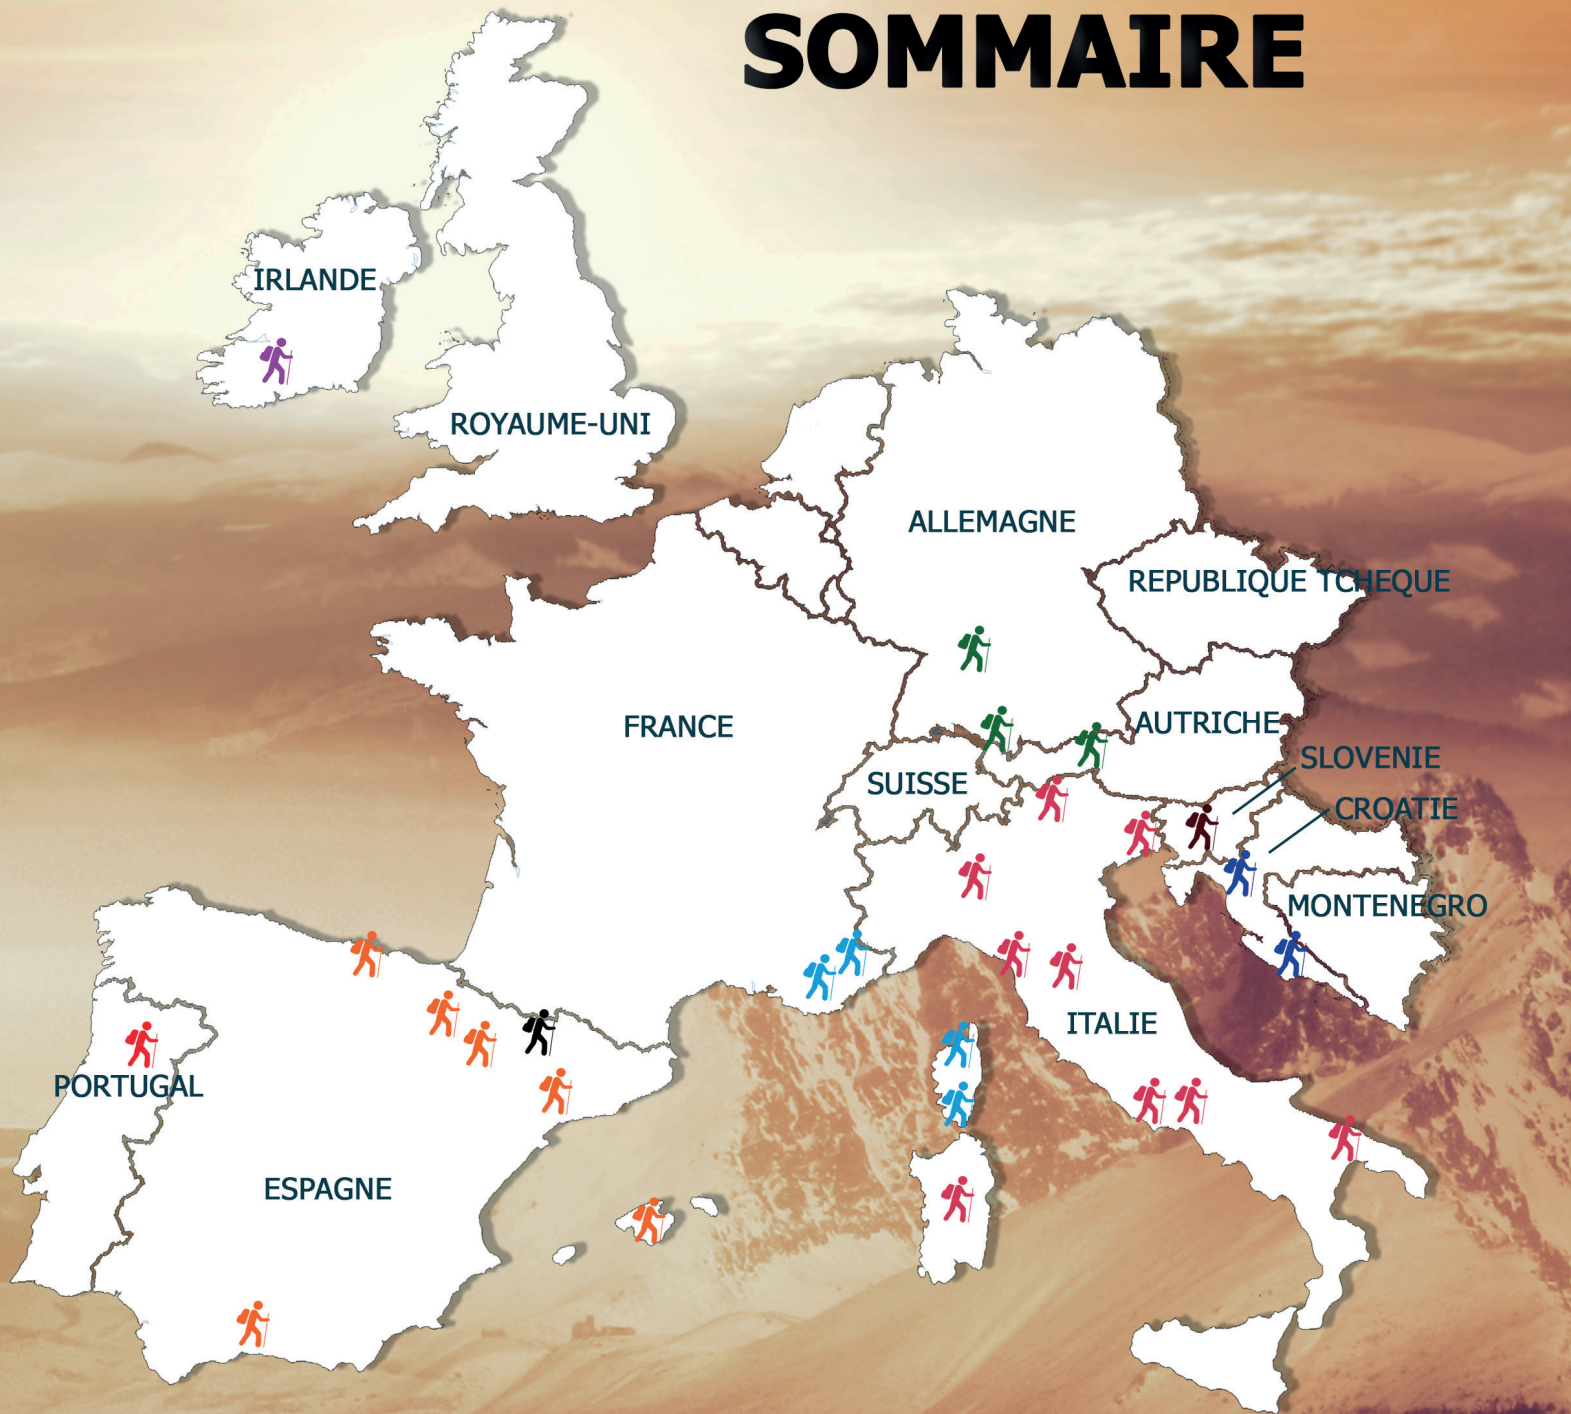 SOMMAIRE
IRLANDE
ROYAUME-UNI
ALLEMAGNE
REPUBLIQUE TCHEQUE
FRANCE
AUTRICHE
SLOVENIE
SUISSE
CROATIE
MONTENEGRO
ITALIE
PORTUGAL
ESPAGNE